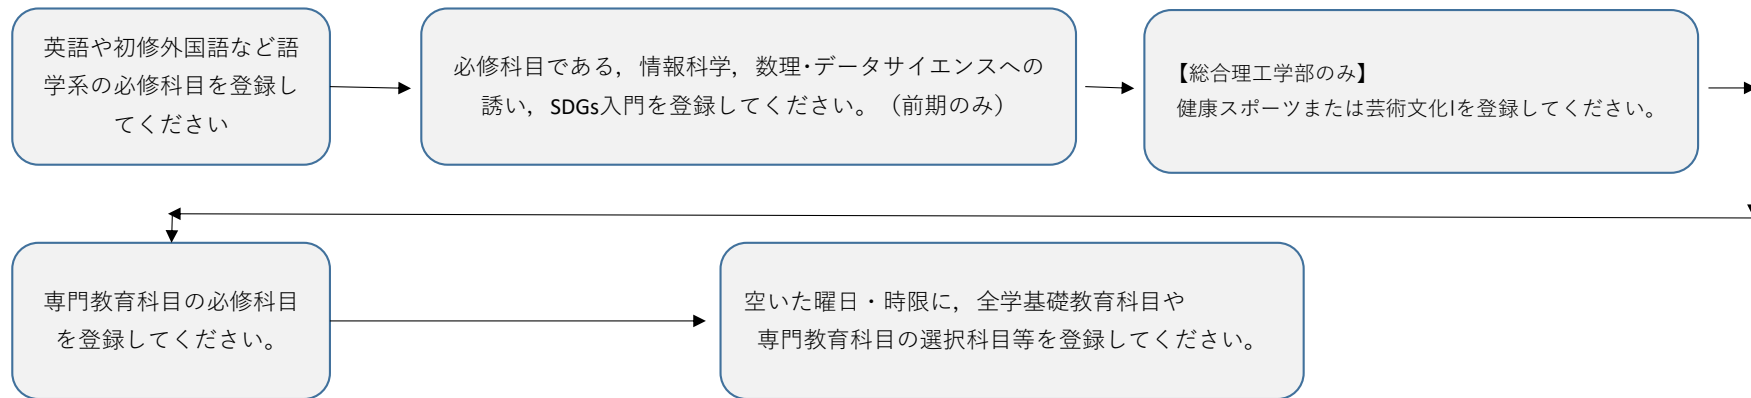 英語や初修外国語など語
学系の必修科目を登録し
てください
必修科目である，情報科学，数理･データサイエンスへの
誘い，SDGs入門を登録してください。（前期のみ）
【総合理工学部のみ】
健康スポーツまたは芸術文化Ⅰを登録してください。
専門教育科目の必修科目
を登録してください。
空いた曜日・時限に，全学基礎教育科目や
専門教育科目の選択科目等を登録してください。